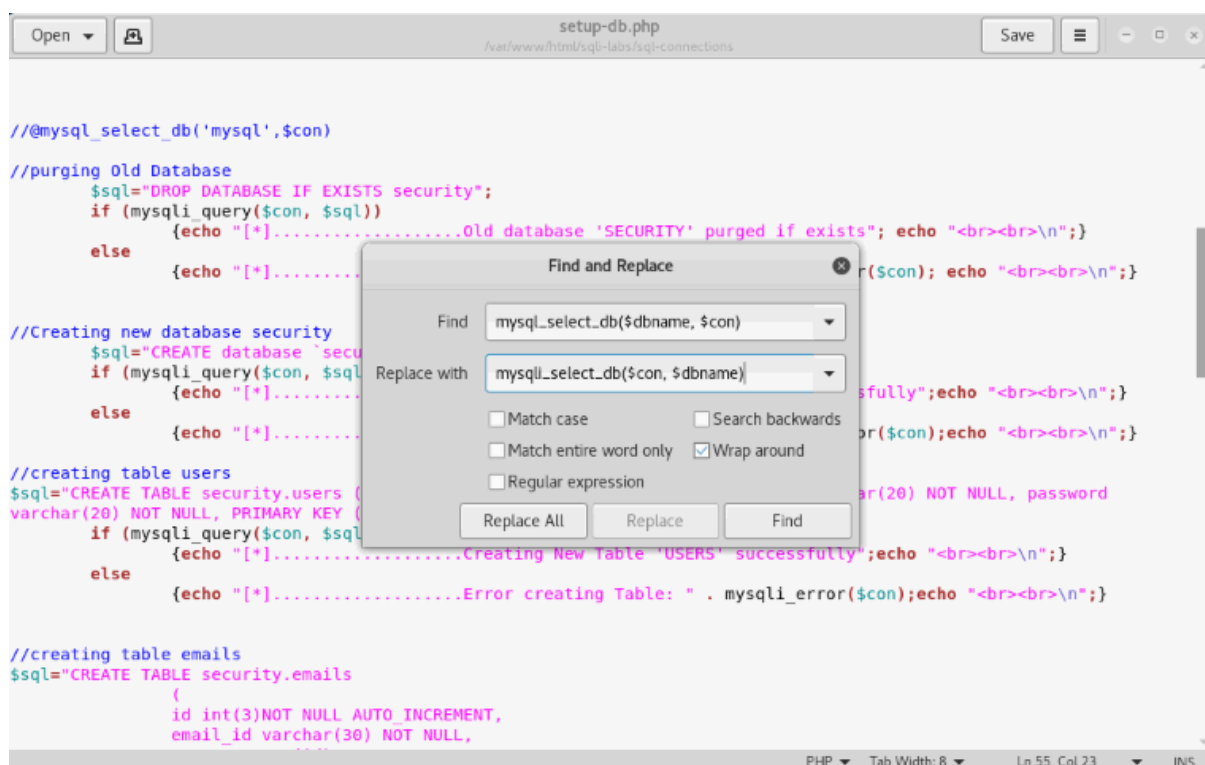 Open
setup-db.php
/var/www/html/sqli-labs/sql-connections
Save
//@mysql_select_db('mysql',$con)
//purging Old Database
$sql="DROP DATABASE IF EXISTS security";
if (mysqli_query($con, $sql))
{echo "[*]...................Old database 'SECURITY' purged if exists"; echo "<br><br>\n";}
else
{echo "[*].........r($con); echo "<br><br>\n";}
//Creating new database security
$sql="CREATE database `secu
if (mysqli_query($con, $sql
{echo "[*].........sfully";echo "<br><br>\n";}
else
{echo "[*].........or($con);echo "<br><br>\n";}
//creating table users
$sql="CREATE TABLE security.users (ar(20) NOT NULL, password
varchar(20) NOT NULL, PRIMARY KEY (
if (mysqli_query($con, $sql
{echo "[*]...................Creating New Table 'USERS' successfully";echo "<br><br>\n";}
else
{echo "[*]...................Error creating Table: " . mysqli_error($con);echo "<br><br>\n";}
//creating table emails
$sql="CREATE TABLE security.emails
(
id int(3)NOT NULL AUTO_INCREMENT,
email_id varchar(30) NOT NULL,
Find and Replace
Find mysql_select_db($dbname, $con)
Replace with mysqli_select_db($con, $dbname)
Match case Search backwards
Match entire word only Wrap around
Regular expression
Replace All Replace Find
PHP Tab Width: 8 Ln 55, Col 23 INS